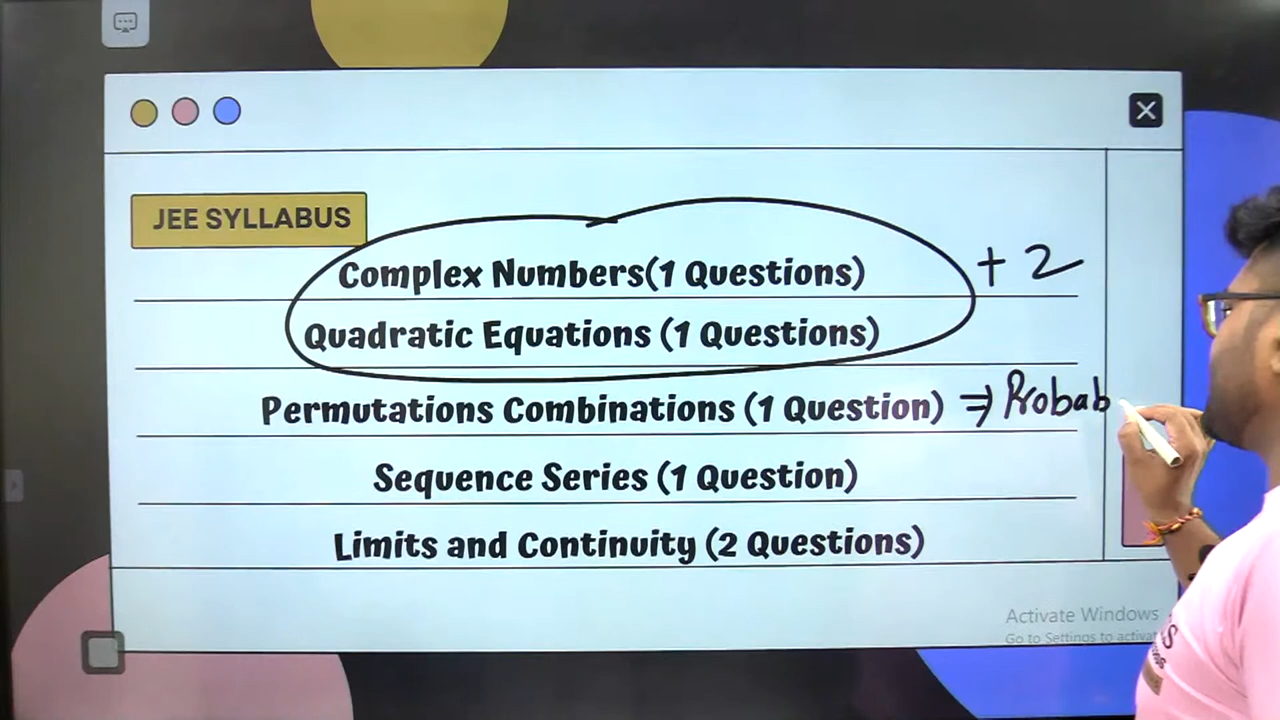 JEE SYLLABUS
Complex Numbers(1 Questions) + 2
Quadratic Equations (1 Questions)
Permutations Combinations (1 Question) ⇒ Probab
Sequence Series (1 Question)
Limits and Continuity (2 Questions)
Activate Windows
Go to Settings to activat